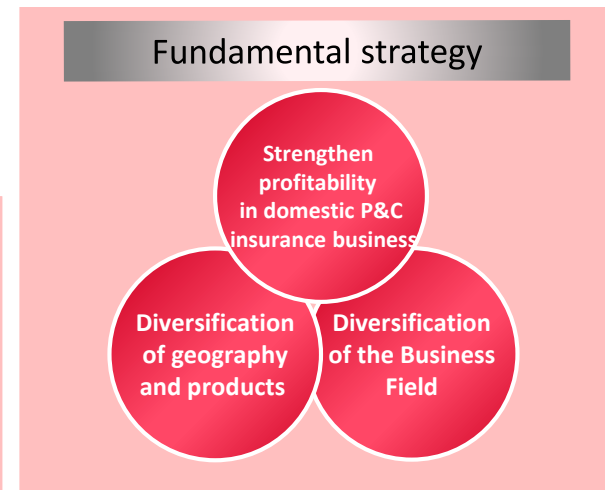 Fundamental strategy
Strengthen
profitability
in domestic P&C
insurance business
Diversification
of geography
and products
Diversification
of the Business
Field